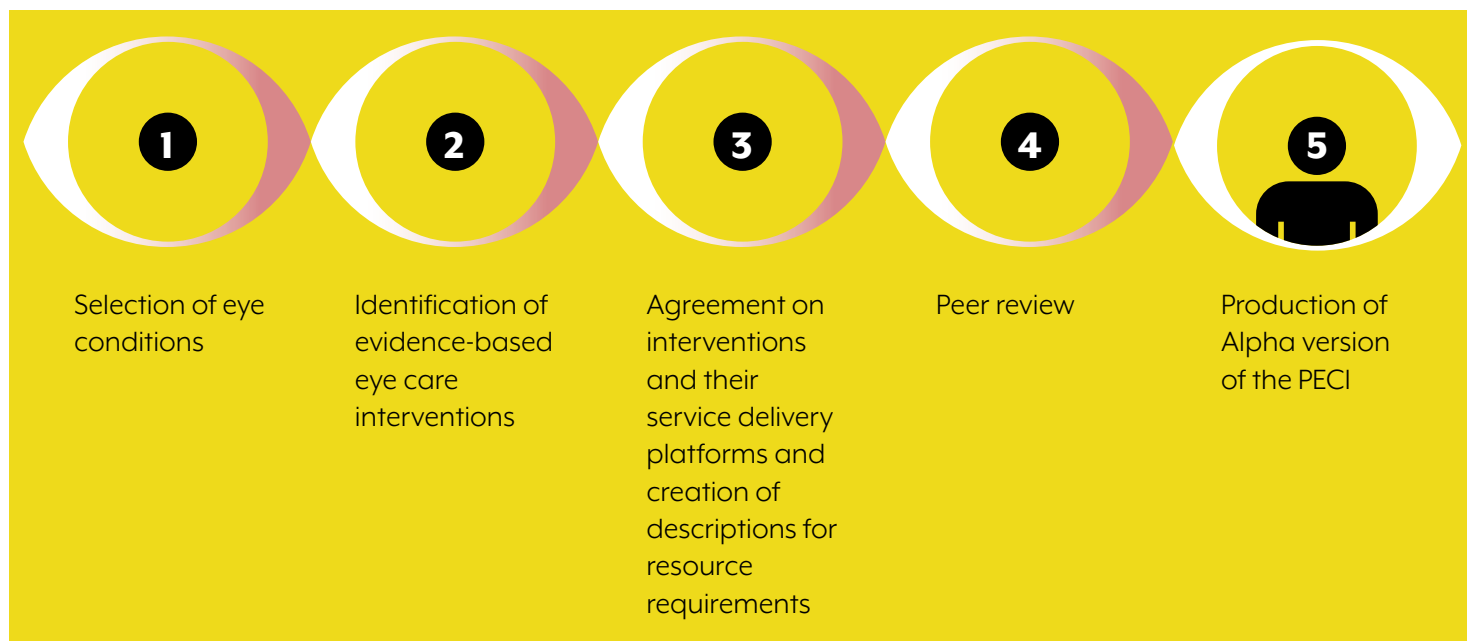 1
Selection of eye
conditions
2
Identification of
evidence-based
eye care
interventions
3
Agreement on
interventions
and their
service delivery
platforms and
creation of
descriptions for
resource
requirements
4
Peer review
5
Production of
Alpha version
of the PECI